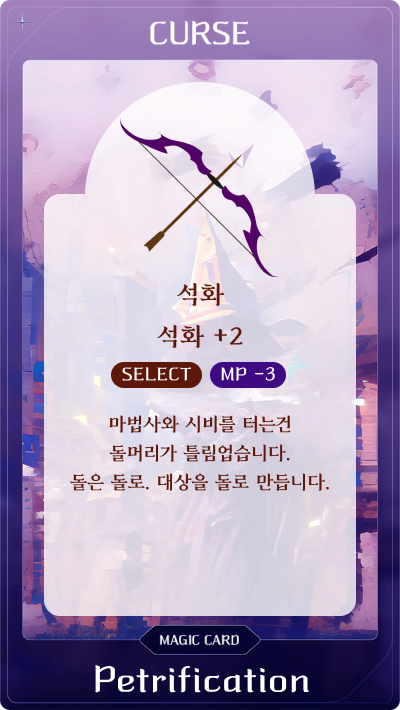 CURSE
석화
석화 +2
SELECT MP -3
마법사와 시비를 터는건
돌머리가 틀림업습니다.
돌은 돌로. 대상을 돌로 만듭니다.
MAGIC CARD
Petrification